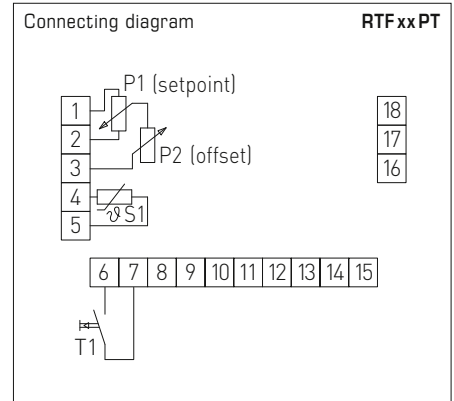 Connecting diagram RTF xx PT
P1 (setpoint)
1
18
2
17
P2 (offset)
3
16
4
ϑ S1
5
6 7 8 9 10 11 12 13 14 15
T1